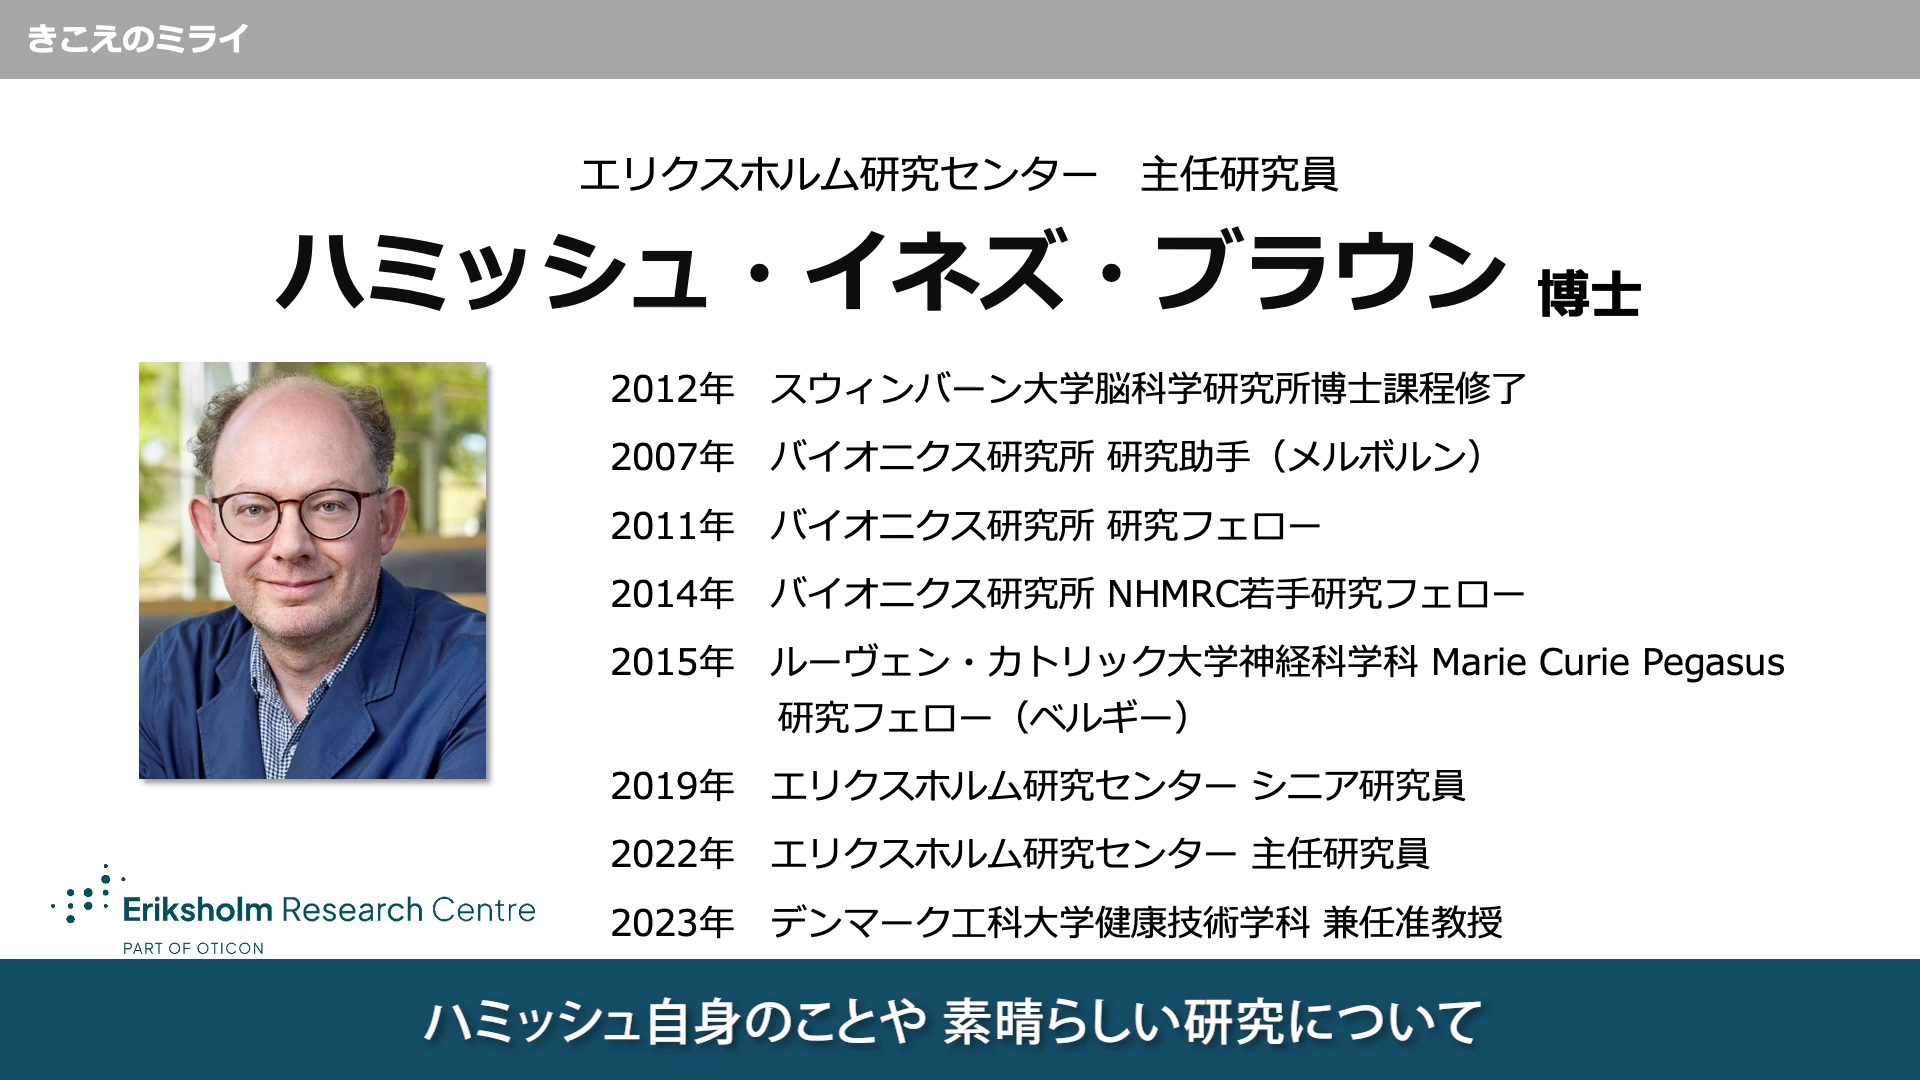 きこえのミライ
エリクスホルム研究センター　主任研究員
ハミッシュ・イネズ・ブラウン 博士
2012年　スウィンバーン大学脳科学研究所博士課程修了
2007年　バイオニクス研究所 研究助手（メルボルン）
2011年　バイオニクス研究所 研究フェロー
2014年　バイオニクス研究所 NHMRC若手研究フェロー
2015年　ルーヴェン・カトリック大学神経科学科 Marie Curie Pegasus
研究フェロー（ベルギー）
2019年　エリクスホルム研究センター シニア研究員
2022年　エリクスホルム研究センター 主任研究員
2023年　デンマーク工科大学健康技術学科 兼任准教授
Eriksholm Research Centre
PART OF OTICON
ハミッシュ自身のことや 素晴らしい研究について